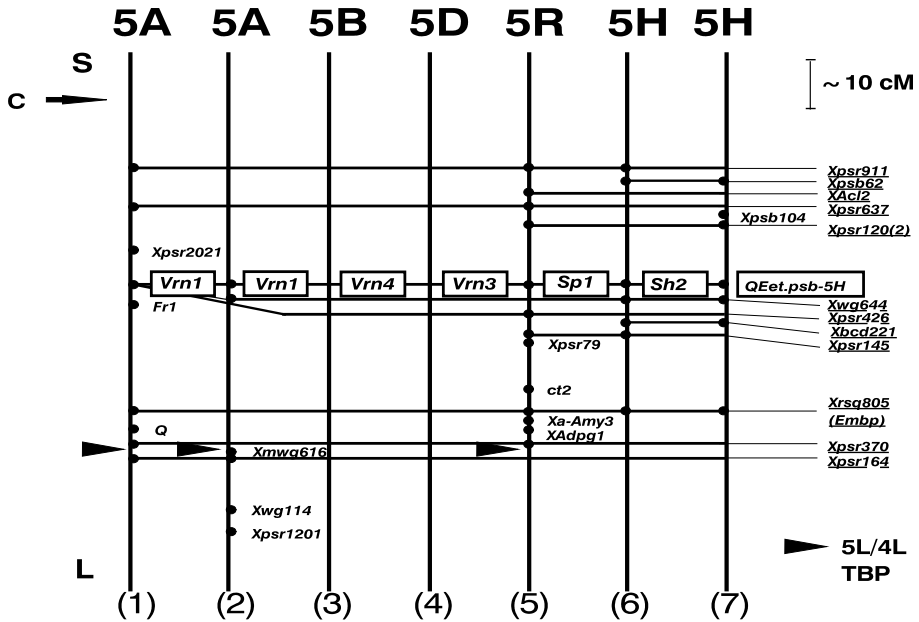 5A 5A 5B 5D 5R 5H 5H
S
~ 10 cM
C
Xpsr911
Xpsb62
XAcl2
Xpsr637
Xpsb104
Xpsr120(2)
Xpsr2021
Vrn1 Vrn1 Vrn4 Vrn3 Sp1 Sh2 QEet.psb-5H
Fr1
Xwg644
Xpsr426
Xbcd221
Xpsr79
Xpsr145
ct2
Xrsq805
(Embp)
Xa-Amy3
Q
XAdpg1
Xpsr370
Xmwg616
Xpsr164
Xwg114
Xpsr1201
5L/4L
TBP
L
(1) (2) (3) (4) (5) (6) (7)